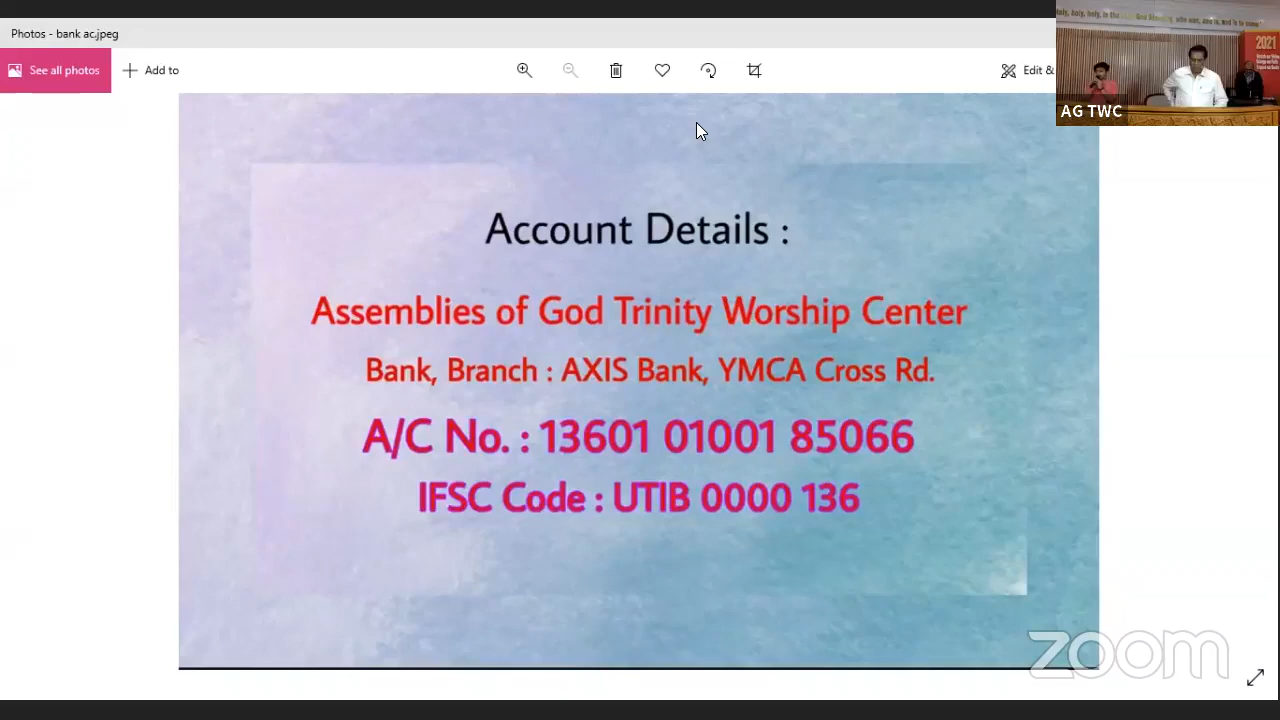 Photos - bank ac.jpeg
See all photos
Add to
Edit &
AG TWC
2021
Account Details :
Assemblies of God Trinity Worship Center
Bank, Branch : AXIS Bank, YMCA Cross Rd.
A/C No. : 13601 01001 85066
IFSC Code : UTIB 0000 136
zoom